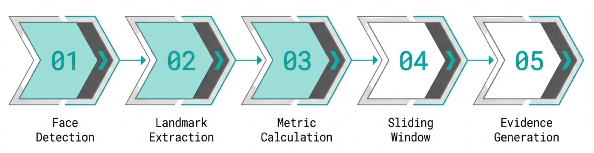 01
02
03
04
05
Face
Detection
Landmark
Extraction
Metric
Calculation
Sliding
Window
Evidence
Generation